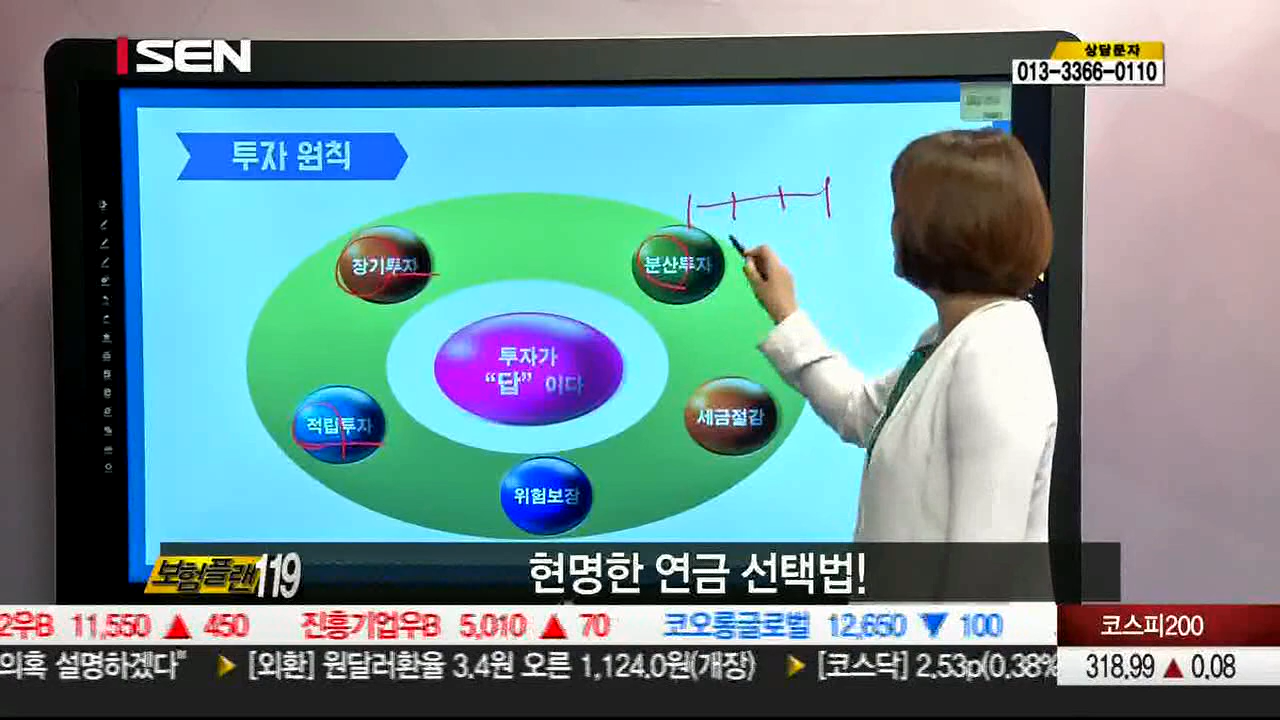 SEN
상담문자
013-3366-0110
투자 원칙
장기투자
분산투자
투자가
“답” 이다
적립투자
세금절감
위험보장
보험플랜119
현명한 연금 선택법!
2우B 11,550 ▲ 450 진흥기업우B 5,010 ▲ 70 코오롱글로벌 12,650 ▼ 100
코스피200
의혹 설명하겠다" ▶ [외환] 원달러환율 3.4원 오른 1,124.0원(개장) ▶ [코스닥] 2.53p(0.38%
318.99 ▲ 0.08